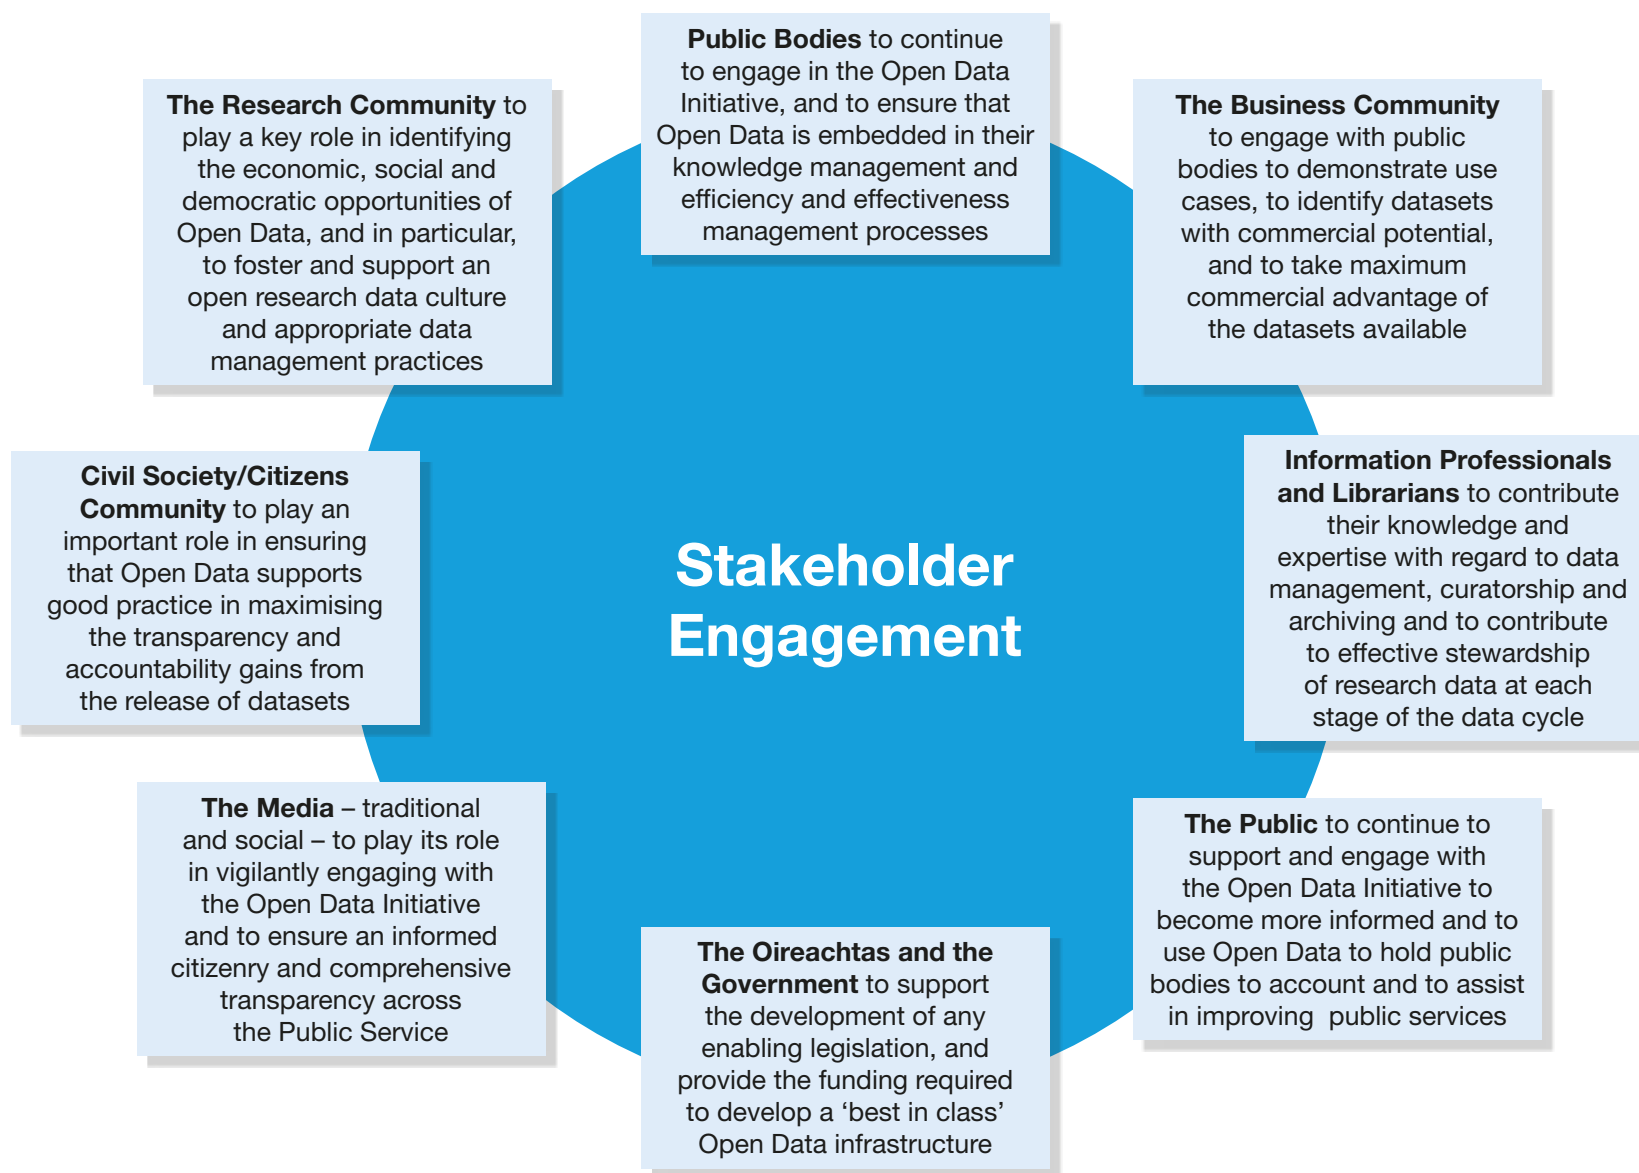 Public Bodies to continue
to engage in the Open Data
Initiative, and to ensure that
Open Data is embedded in their
knowledge management and
efficiency and effectiveness
management processes
The Research Community to
play a key role in identifying
the economic, social and
democratic opportunities of
Open Data, and in particular,
to foster and support an
open research data culture
and appropriate data
management practices
The Business Community
to engage with public
bodies to demonstrate use
cases, to identify datasets
with commercial potential,
and to take maximum
commercial advantage of
the datasets available
Civil Society/Citizens
Community to play an
important role in ensuring
that Open Data supports
good practice in maximising
the transparency and
accountability gains from
the release of datasets
Stakeholder
Engagement
Information Professionals
and Librarians to contribute
their knowledge and
expertise with regard to data
management, curatorship and
archiving and to contribute
to effective stewardship
of research data at each
stage of the data cycle
The Media – traditional
and social – to play its role
in vigilantly engaging with
the Open Data Initiative
and to ensure an informed
citizenry and comprehensive
transparency across
the Public Service
The Oireachtas and the
Government to support
the development of any
enabling legislation, and
provide the funding required
to develop a ‘best in class’
Open Data infrastructure
The Public to continue to
support and engage with
the Open Data Initiative to
become more informed and to
use Open Data to hold public
bodies to account and to assist
in improving  public services